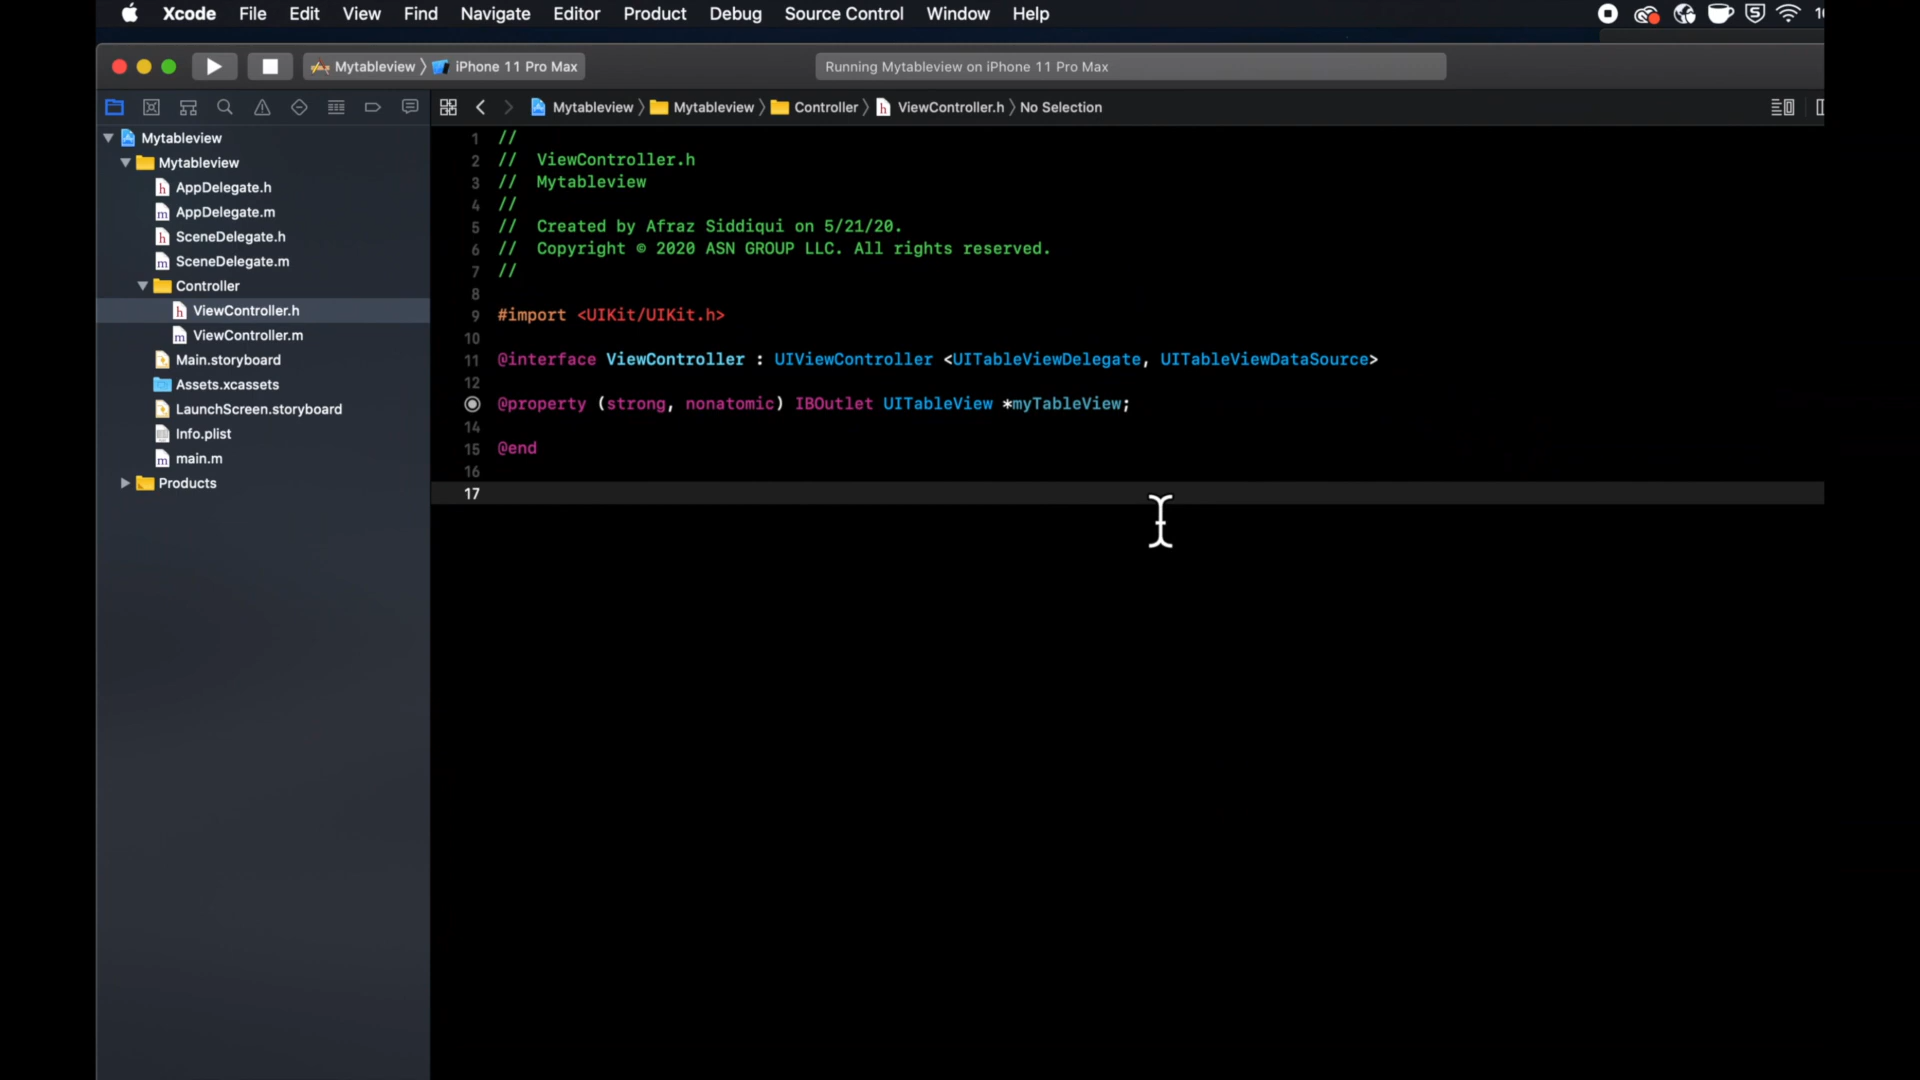 Xcode File Edit View Find Navigate Editor Product Debug Source Control Window Help
Mytableview 〉 iPhone 11 Pro Max
Running Mytableview on iPhone 11 Pro Max
Mytableview 〉 Mytableview 〉 Controller 〉 h ViewController.h 〉 No Selection
Mytableview
Mytableview
h AppDelegate.h
m AppDelegate.m
h SceneDelegate.h
m SceneDelegate.m
Controller
h ViewController.h
m ViewController.m
Main.storyboard
Assets.xcassets
LaunchScreen.storyboard
Info.plist
m main.m
Products
1 //
2 // ViewController.h
3 // Mytableview
4 //
5 // Created by Afraz Siddiqui on 5/21/20.
6 // Copyright © 2020 ASN GROUP LLC. All rights reserved.
7 //
8
9 #import <UIKit/UIKit.h>
10
11 @interface ViewController : UIViewController <UITableViewDelegate, UITableViewDataSource>
12
@property (strong, nonatomic) IBOutlet UITableView *myTableView;
14
15 @end
16
17